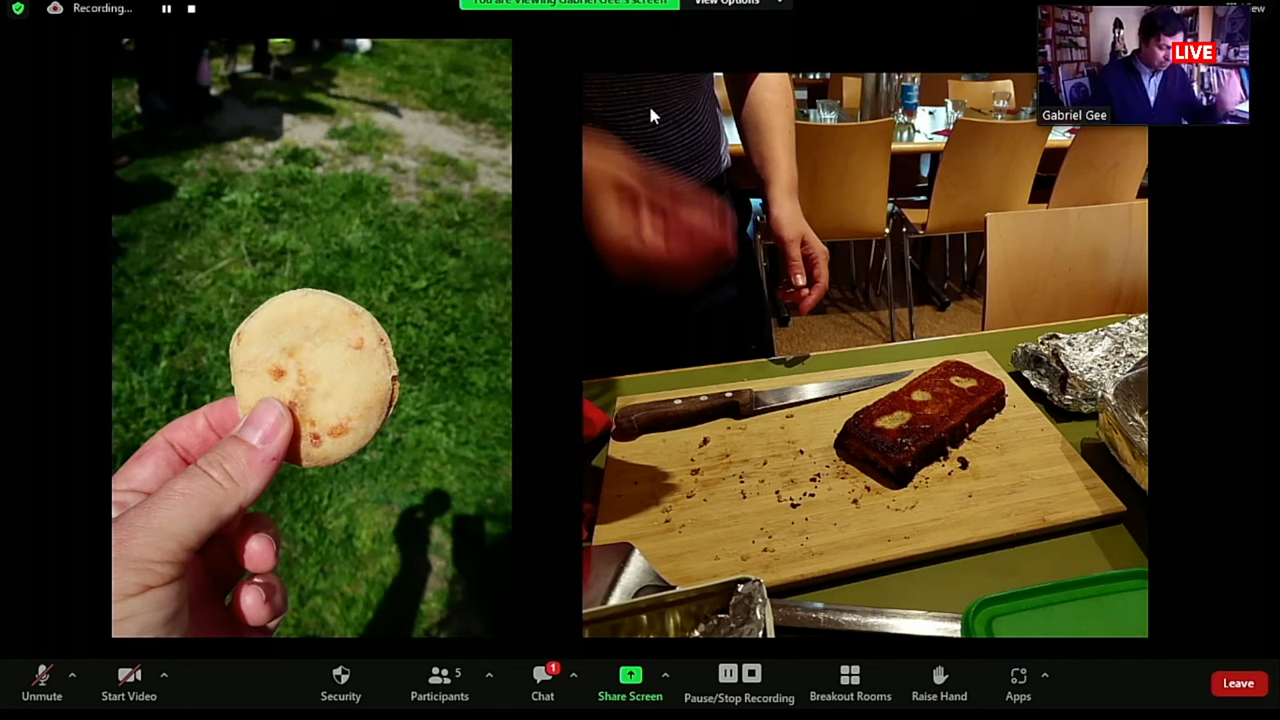 Recording...
You are viewing Gabriel Gee's screen
View Options
View
LIVE
Gabriel Gee
Unmute
Start Video
Security
5
Participants
1
Chat
Share Screen
Pause/Stop Recording
Breakout Rooms
Raise Hand
Apps
Leave